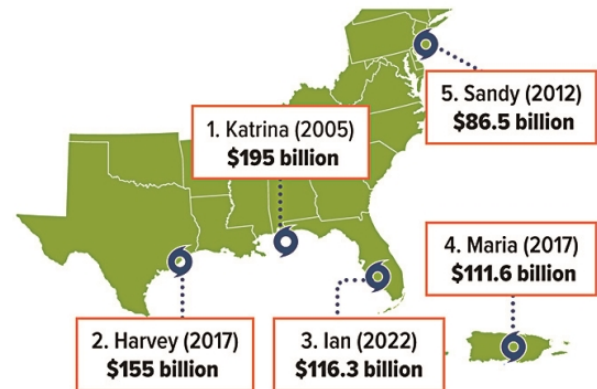 5. Sandy (2012)
$86.5 billion
1. Katrina (2005)
$195 billion
4. Maria (2017)
$111.6 billion
2. Harvey (2017)
$155 billion
3. Ian (2022)
$116.3 billion